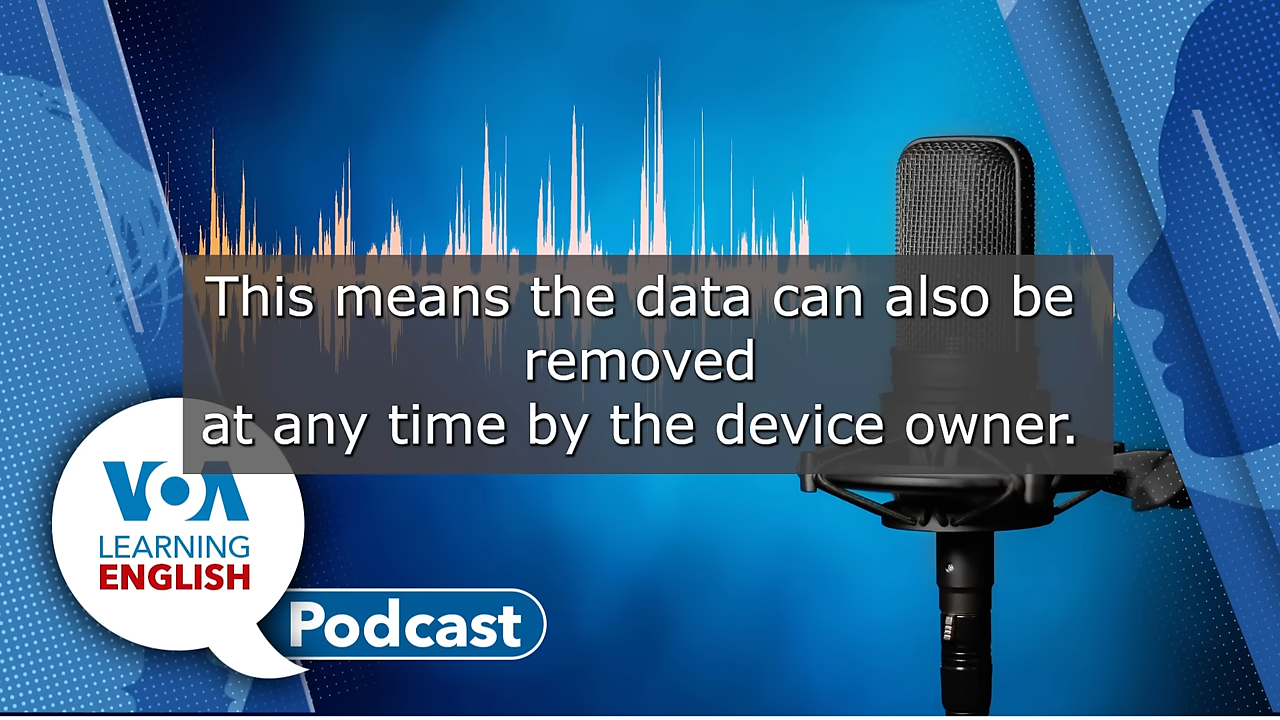 This means the data can also be
removed
at any time by the device owner.
VOA
LEARNING
ENGLISH
Podcast